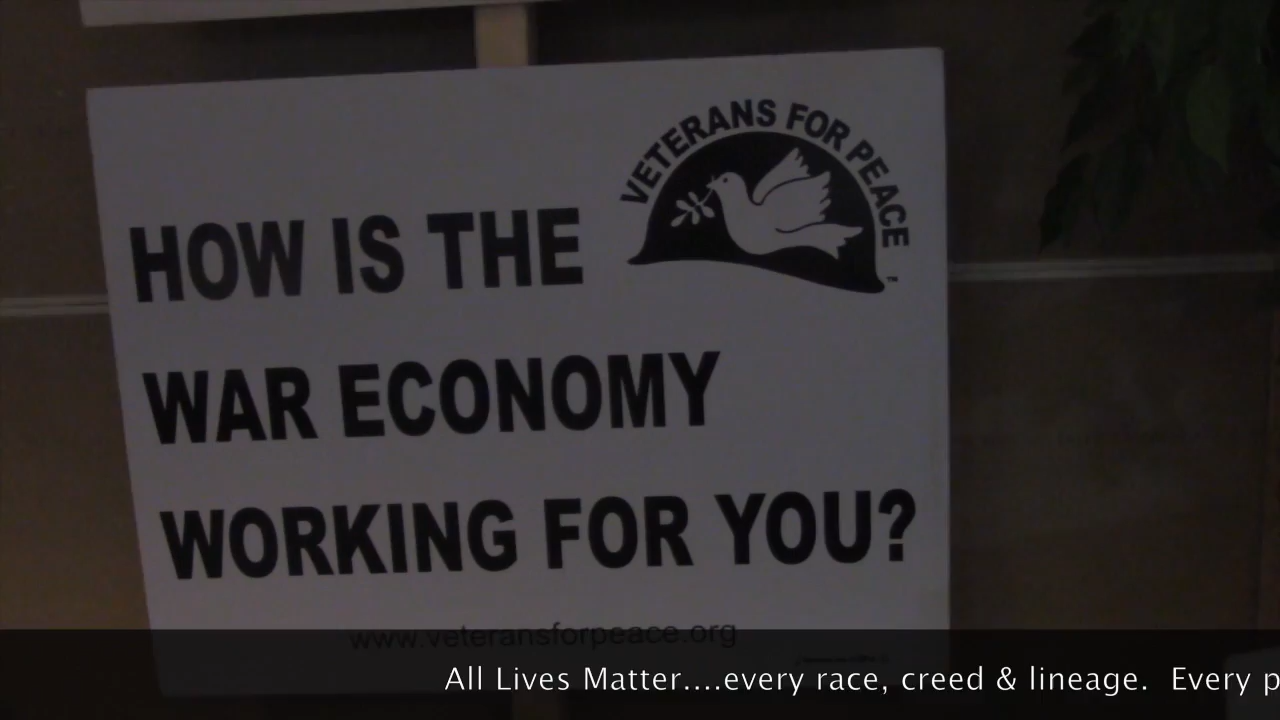 VETERANS FOR PEACE
HOW IS THE
WAR ECONOMY
WORKING FOR YOU?
www.veteransforpeace.org
All Lives Matter....every race, creed & lineage. Every p